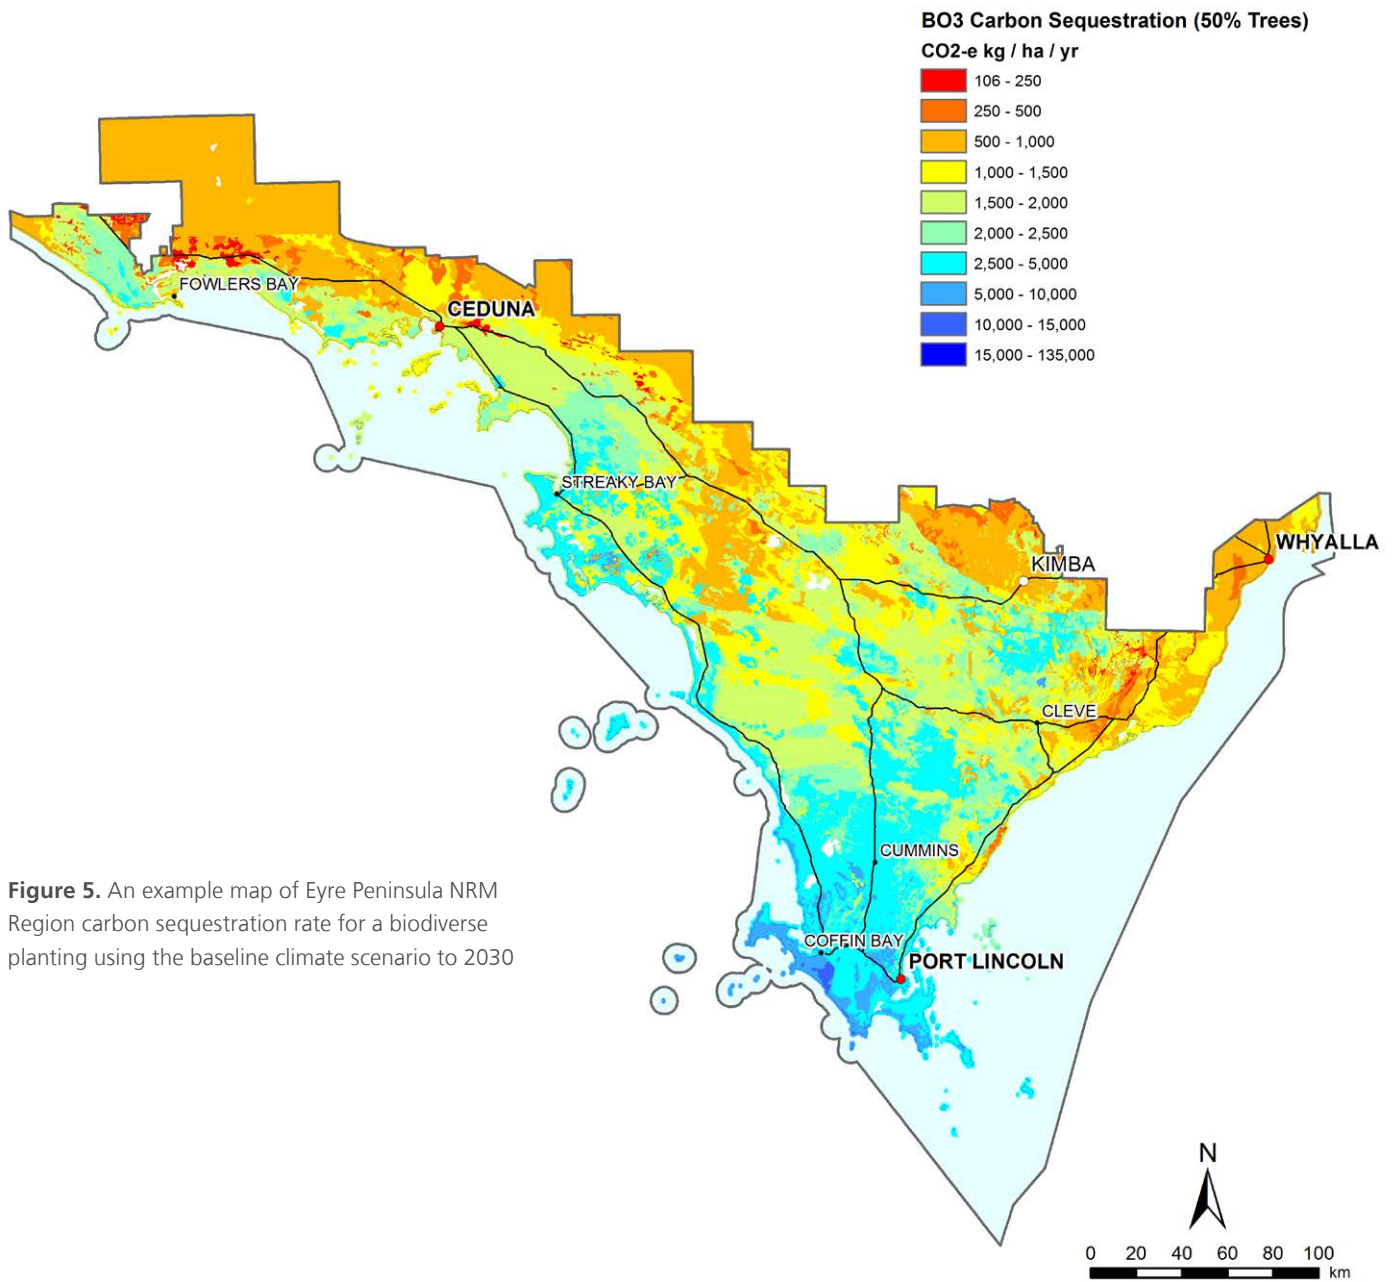 BO3 Carbon Sequestration (50% Trees)
CO2-e kg / ha / yr
106 - 250
250 - 500
500 - 1,000
1,000 - 1,500
1,500 - 2,000
2,000 - 2,500
2,500 - 5,000
5,000 - 10,000
10,000 - 15,000
15,000 - 135,000
FOWLERS BAY
CEDUNA
STREAKY BAY
WHYALLA
KIMBA
CLEVE
CUMMINS
COFFIN BAY
PORT LINCOLN
Figure 5. An example map of Eyre Peninsula NRM
Region carbon sequestration rate for a biodiverse
planting using the baseline climate scenario to 2030
N
0 20 40 60 80 100
km